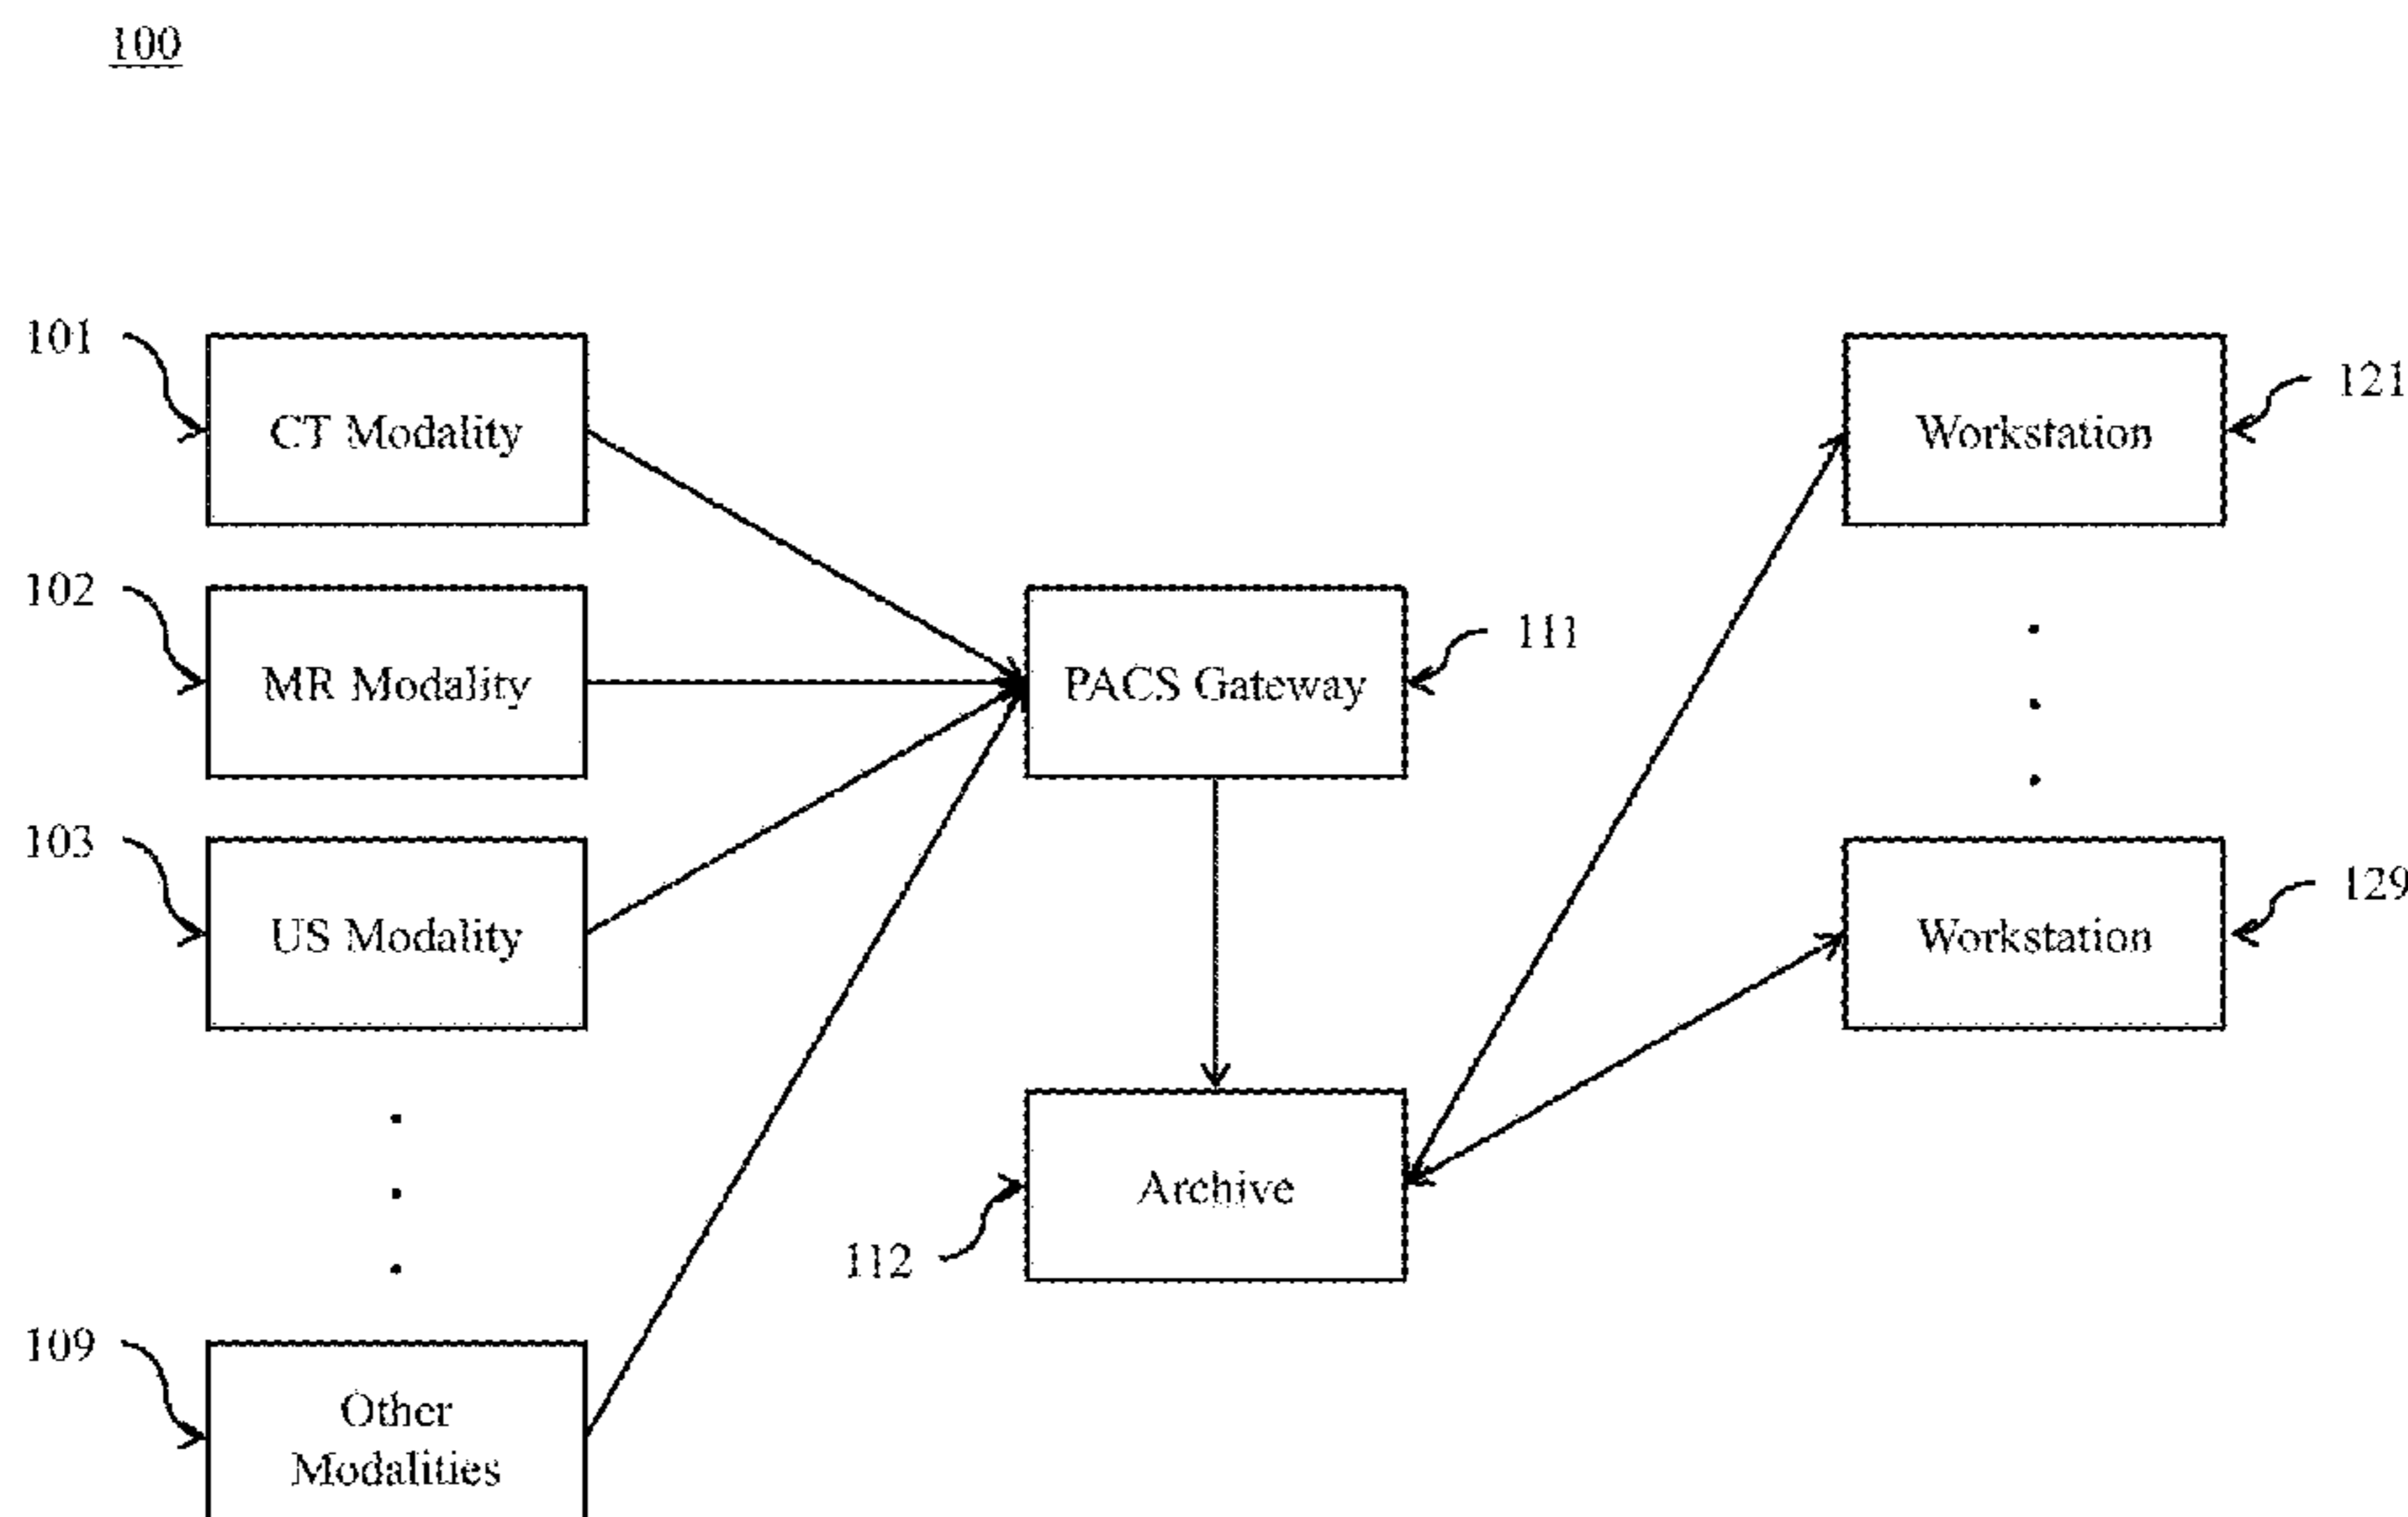 100
101
CT Modality
Workstation
121
102
MR Modality
PACS Gateway
111
103
US Modality
Workstation
129
Archive
112
109
Other
Modalities